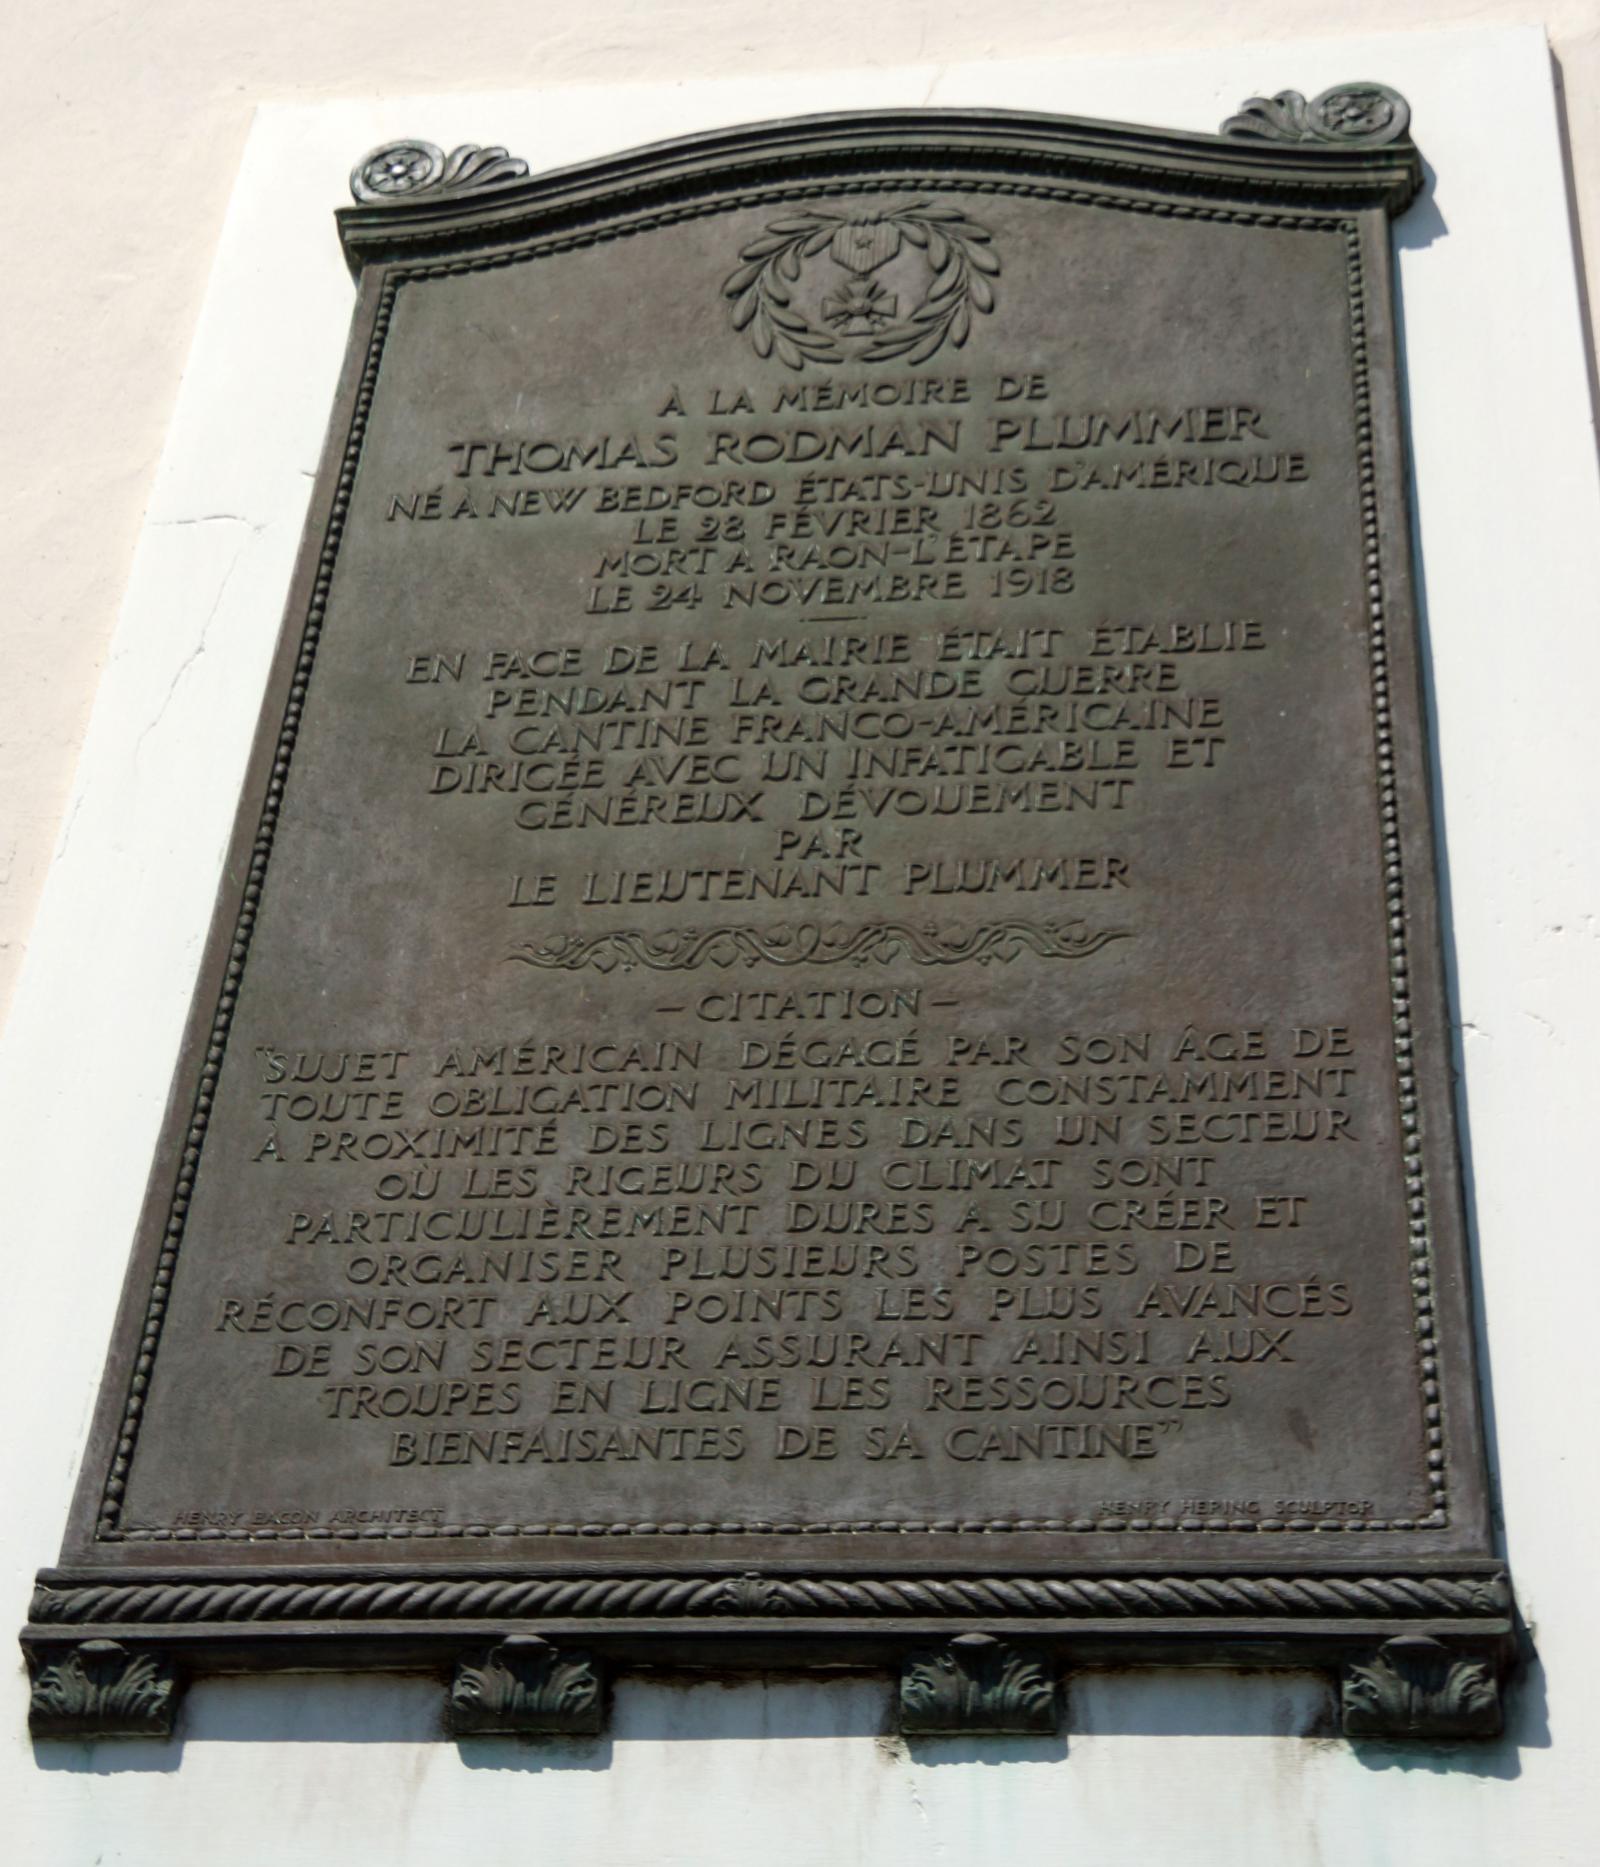 À LA MÉMOIRE DE
THOMAS RODMAN PLUMMER
NÉ À NEW BEDFORD ÉTATS-UNIS D'AMÉRIQUE
LE 28 FÉVRIER 1862
MORT A RAON-L'ÉTAPE
LE 24 NOVEMBRE 1918
EN FACE DE LA MAIRIE ÉTAIT ÉTABLIE
PENDANT LA GRANDE GUERRE
LA CANTINE FRANCO-AMÉRICAINE
DIRIGÉE AVEC UN INFATIGABLE ET
GÉNÉREUX DÉVOUEMENT
PAR
LE LIEUTENANT PLUMMER
- CITATION -
"SUJET AMÉRICAIN DÉGAGÉ PAR SON ÂGE DE
TOUTE OBLIGATION MILITAIRE CONSTAMMENT
A PROXIMITÉ DES LIGNES DANS UN SECTEUR
OÙ LES RIGEURS DU CLIMAT SONT
PARTICULIÈREMENT DURES A SU CRÉER ET
ORGANISER PLUSIEURS POSTES DE
RÉCONFORT AUX POINTS LES PLUS AVANCÉS
DE SON SECTEUR ASSURANT AINSI AUX
TROUPES EN LIGNE LES RESSOURCES
BIENFAISANTES DE SA CANTINE"
HENRY BACON ARCHITECT
HENRY HERING SCULPTOR